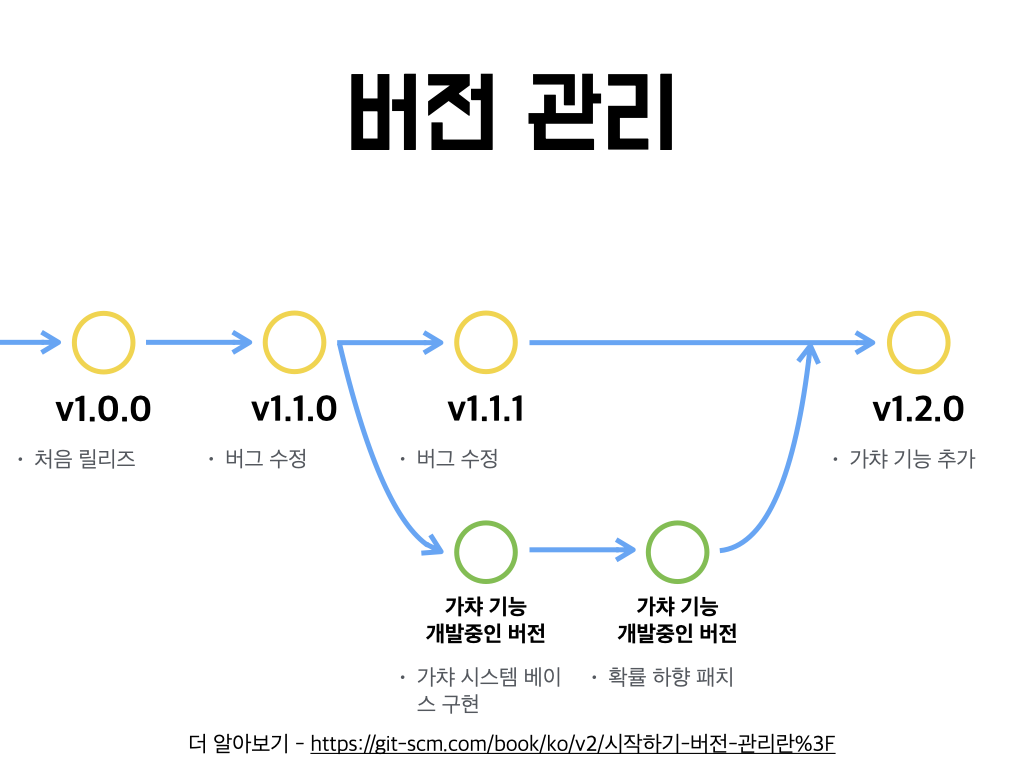 버전 관리
v1.0.0
v1.1.0
v1.1.1
v1.2.0
• 처음 릴리즈
• 버그 수정
• 버그 수정
• 가챠 기능 추가
가챠 기능
개발중인 버전
가챠 기능
개발중인 버전
• 가챠 시스템 베이
스 구현
• 확률 하향 패치
더 알아보기 - https://git-scm.com/book/ko/v2/시작하기-버전-관리란%3F